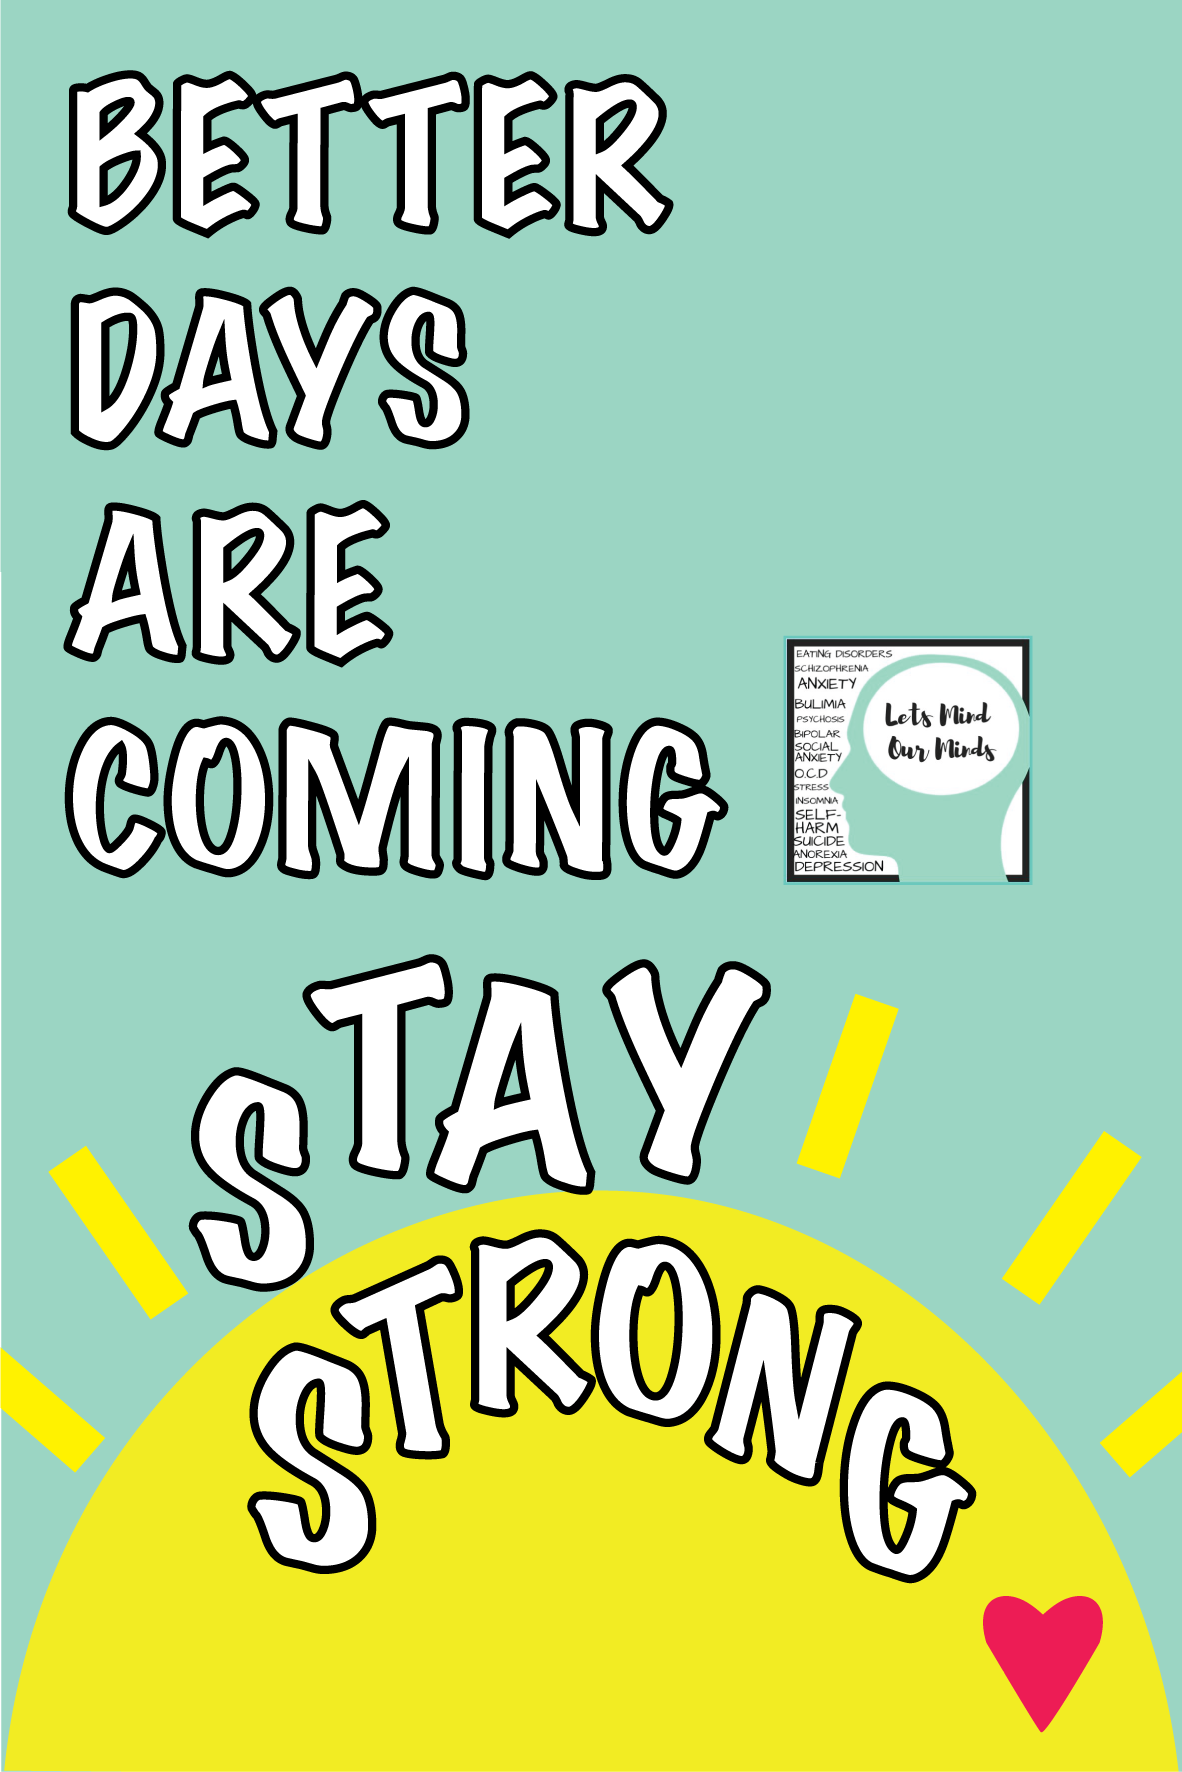 BETTER
DAYS
ARE
COMING
EATING DISORDERS
SCHIZOPHRENIA
ANXIETY
BULIMIA
PSYCHOSIS
BIPOLAR
SOCIAL
ANXIETY
O.C.D
STRESS
INSOMNIA
SELF-
HARM
SUICIDE
ANOREXIA
DEPRESSION
Lets Mind
Our Minds
STAY
STRONG